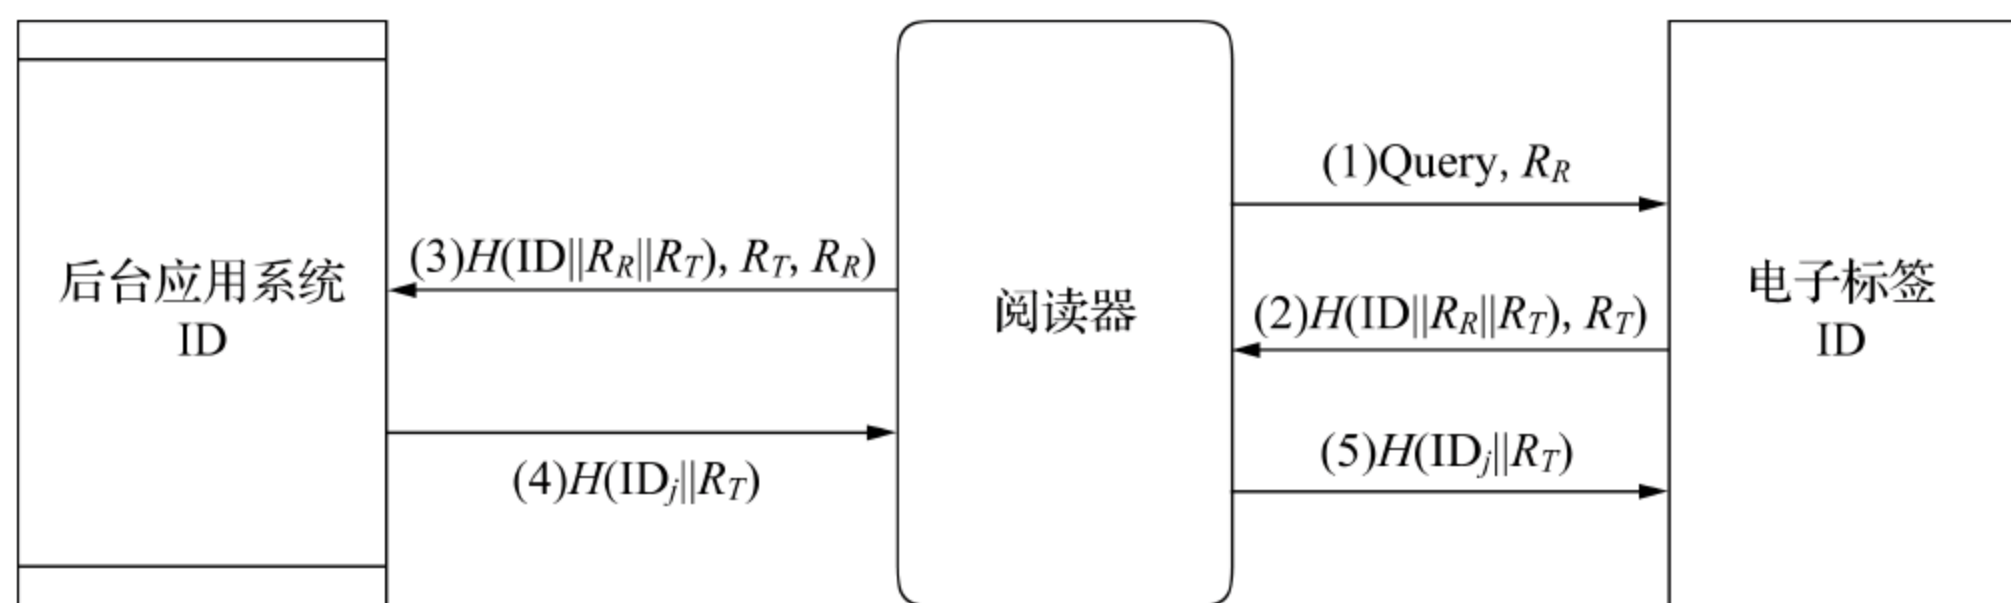 后台应用系统
ID
(3)H(ID||R_R||R_T), R_T, R_R)
(4)H(ID_j||R_T)
阅读器
(1)Query, R_R
(2)H(ID||R_R||R_T), R_T)
(5)H(ID_j||R_T)
电子标签
ID